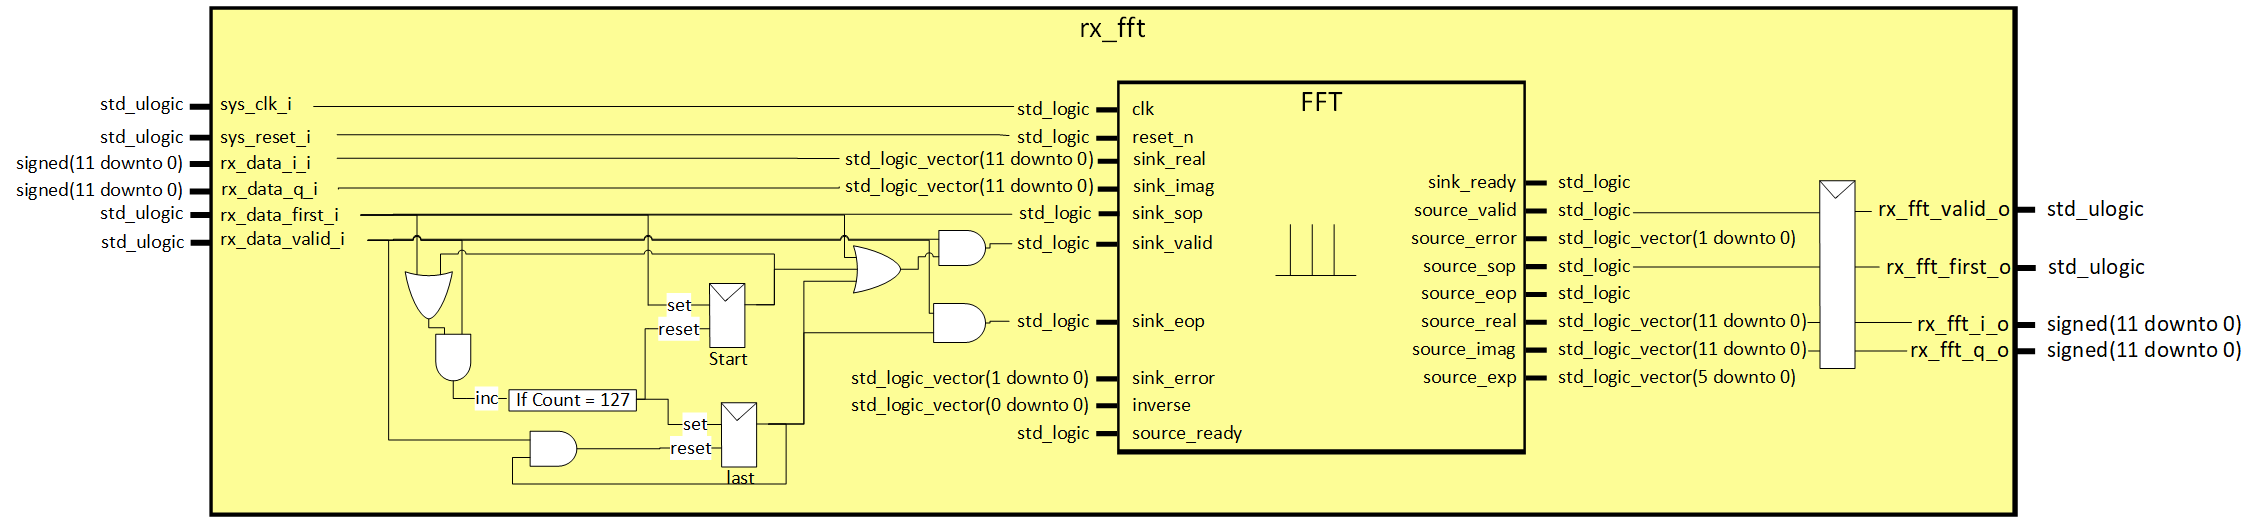 rx_fft
std_ulogic sys_clk_i
std_ulogic sys_reset_i
signed(11 downto 0) rx_data_i_i
signed(11 downto 0) rx_data_q_i
std_ulogic rx_data_first_i
std_ulogic rx_data_valid_i
set
reset
Start
inc
If Count = 127
set
reset
last
FFT
std_logic clk
std_logic reset_n
std_logic_vector(11 downto 0) sink_real
std_logic_vector(11 downto 0) sink_imag
std_logic sink_sop
std_logic sink_valid
std_logic sink_eop
std_logic_vector(1 downto 0) sink_error
std_logic_vector(0 downto 0) inverse
std_logic source_ready
sink_ready std_logic
source_valid std_logic
source_error std_logic_vector(1 downto 0)
source_sop std_logic
source_eop std_logic
source_real std_logic_vector(11 downto 0)
source_imag std_logic_vector(11 downto 0)
source_exp std_logic_vector(5 downto 0)
rx_fft_valid_o std_ulogic
rx_fft_first_o std_ulogic
rx_fft_i_o signed(11 downto 0)
rx_fft_q_o signed(11 downto 0)